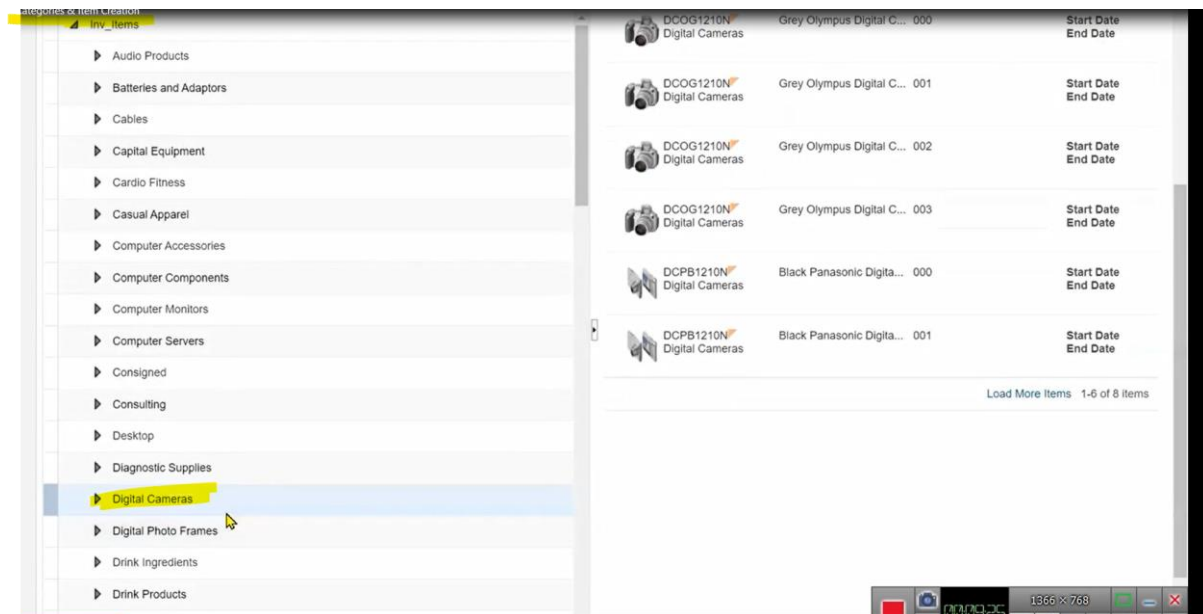 ategories & Item Creation
Inv_Items
Audio Products
Batteries and Adaptors
Cables
Capital Equipment
Cardio Fitness
Casual Apparel
Computer Accessories
Computer Components
Computer Monitors
Computer Servers
Consigned
Consulting
Desktop
Diagnostic Supplies
Digital Cameras
Digital Photo Frames
Drink Ingredients
Drink Products
DCOG1210N Grey Olympus Digital C... 000 Start Date
Digital Cameras End Date
DCOG1210N Grey Olympus Digital C... 001 Start Date
Digital Cameras End Date
DCOG1210N Grey Olympus Digital C... 002 Start Date
Digital Cameras End Date
DCOG1210N Grey Olympus Digital C... 003 Start Date
Digital Cameras End Date
DCPB1210N Black Panasonic Digita... 000 Start Date
Digital Cameras End Date
DCPB1210N Black Panasonic Digita... 001 Start Date
Digital Cameras End Date
Load More Items 1-6 of 8 items
1366 × 768